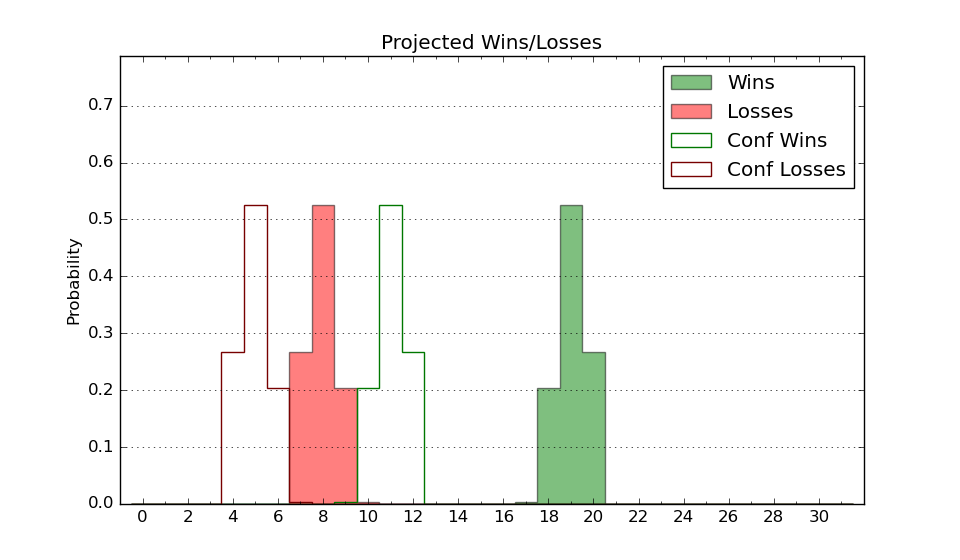 Projected Wins/Losses
Wins
Losses
Conf Wins
Conf Losses
Probability
0.7
0.6
0.5
0.4
0.3
0.2
0.1
0.0
0 2 4 6 8 10 12 14 16 18 20 22 24 26 28 30